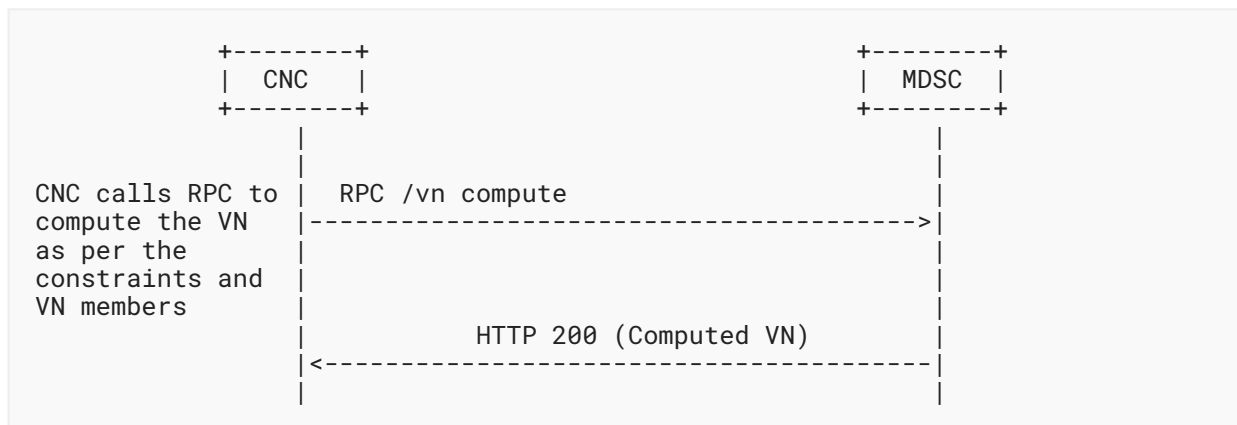 CNC MDSC
CNC calls RPC to RPC /vn compute
compute the VN
as per the
constraints and
VN members
HTTP 200 (Computed VN)